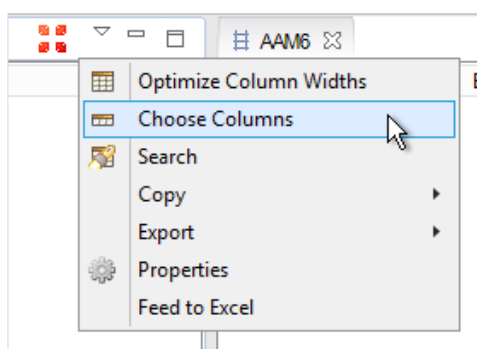 AAM6
Optimize Column Widths
Choose Columns
Search
Copy
Export
Properties
Feed to Excel